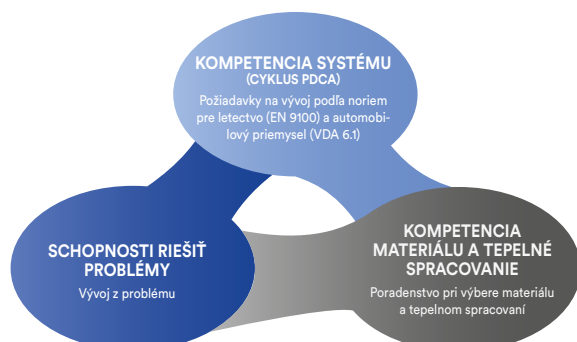 KOMPETENCIA SYSTÉMU
(CYKLUS PDCA)
Požiadavky na vývoj podľa noriem
pre letectvo (EN 9100) a automobi-
lový priemysel (VDA 6.1)
SCHOPNOSTI RIEŠIŤ
PROBLÉMY
Vývoj z problému
KOMPETENCIA
MATERIÁLU A TEPELNÉ
SPRACOVANIE
Poradenstvo pri výbere materiálu
a tepelnom spracovaní